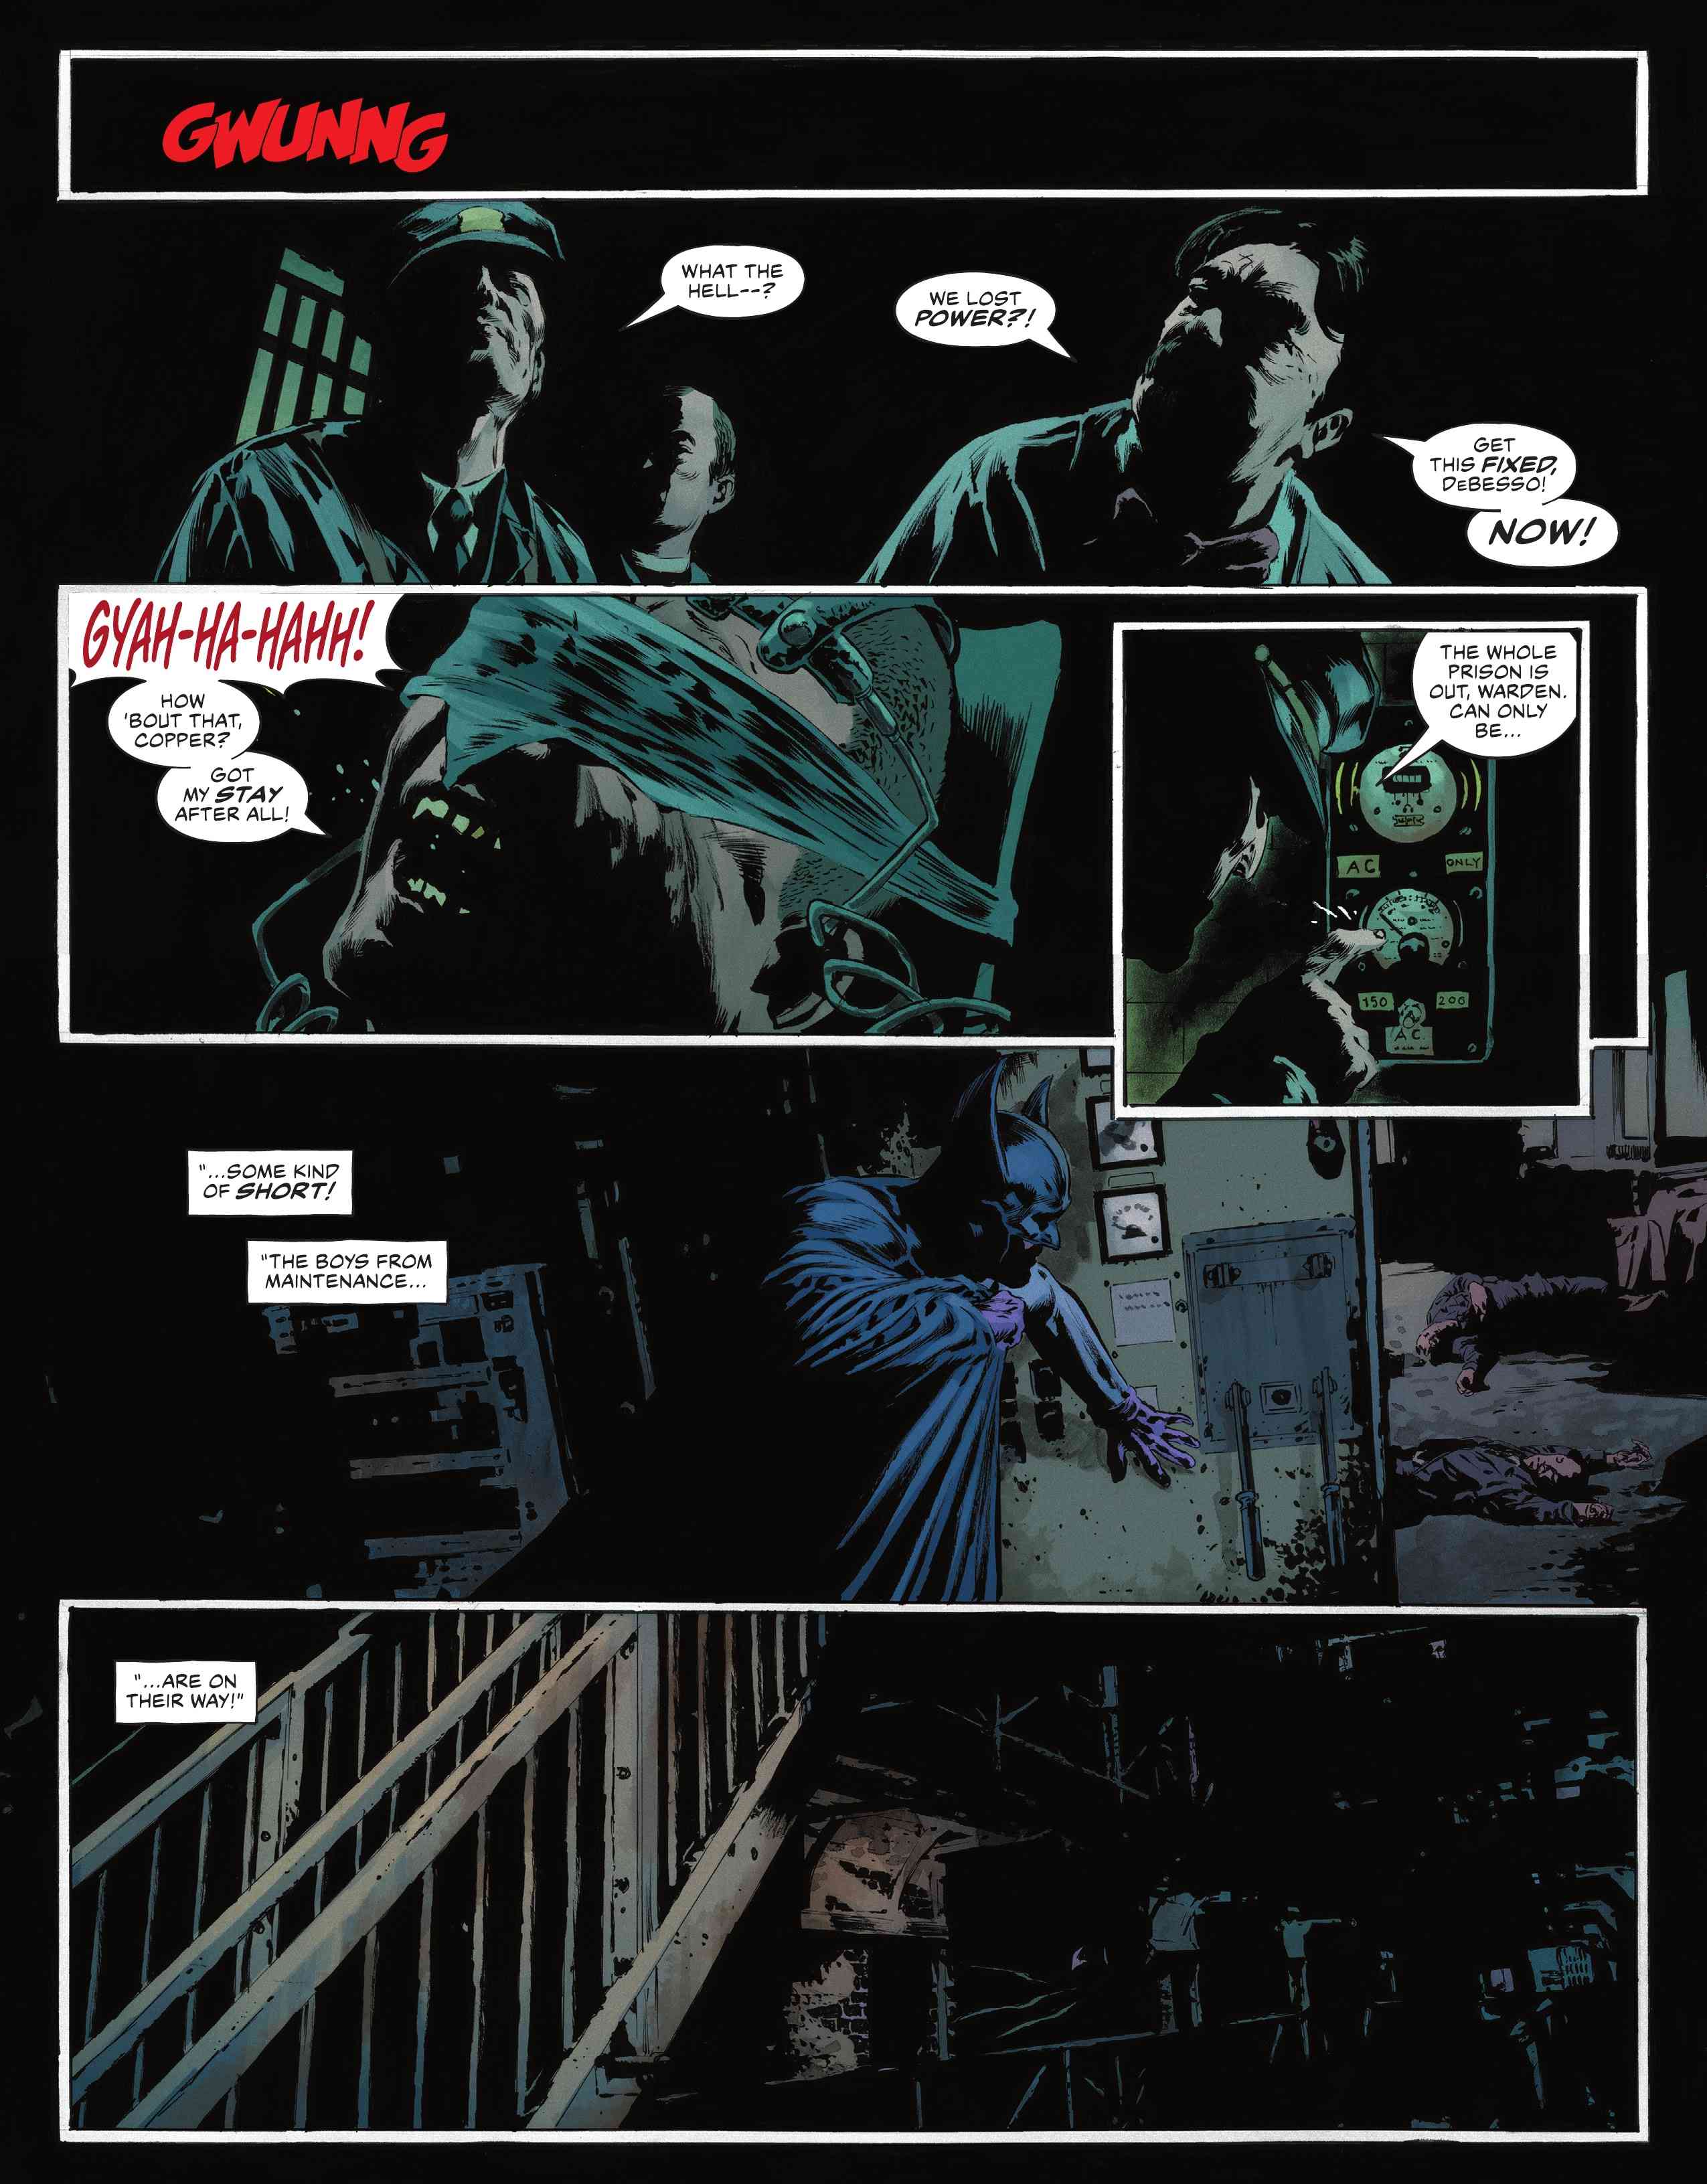 GWUNNG
WHAT THE
HELL--?
WE LOST
POWER?!
GET
THIS FIXED,
DeBESSO!
NOW!
GYAH-HA-HAHH!
HOW
'BOUT THAT,
COPPER?
GOT
MY STAY
AFTER ALL!
THE WHOLE
PRISON IS
OUT, WARDEN.
CAN ONLY
BE...
AC ONLY
150 200
AC.
"...SOME KIND
OF SHORT!
"THE BOYS FROM
MAINTENANCE...
"...ARE ON
THEIR WAY!"